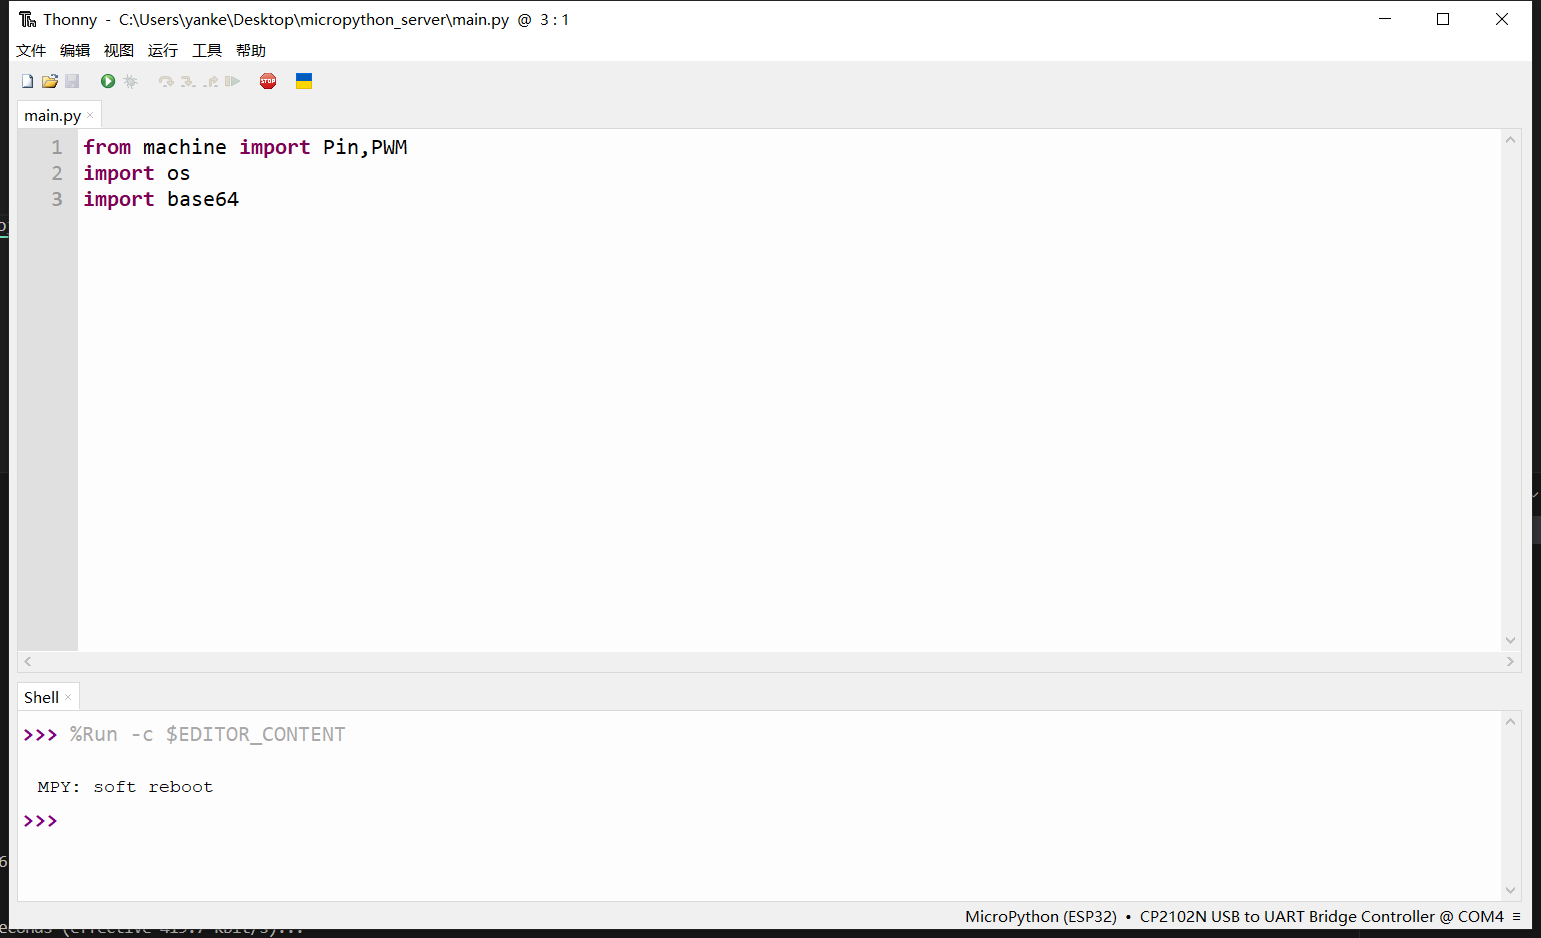 Thonny - C:\Users\yanke\Desktop\micropython_server\main.py @ 3 : 1
文件 编辑 视图 运行 工具 帮助
STOP
main.py ×
1 from machine import Pin,PWM
2 import os
3 import base64
Shell ×
>>> %Run -c $EDITOR_CONTENT
MPY: soft reboot
>>>
MicroPython (ESP32) • CP2102N USB to UART Bridge Controller @ COM4 ≡